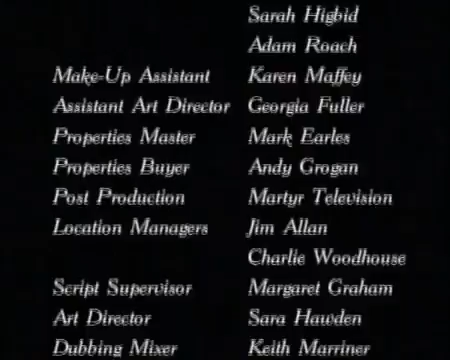 Sarah Higbid
Adam Roach
Make-Up Assistant Karen Maffey
Assistant Art Director Georgia Fuller
Properties Master Mark Earles
Properties Buyer Andy Grogan
Post Production Martyr Television
Location Managers Jim Allan
Charlie Woodhouse
Script Supervisor Margaret Graham
Art Director Sara Hawden
Dubbing Mixer Keith Marriner